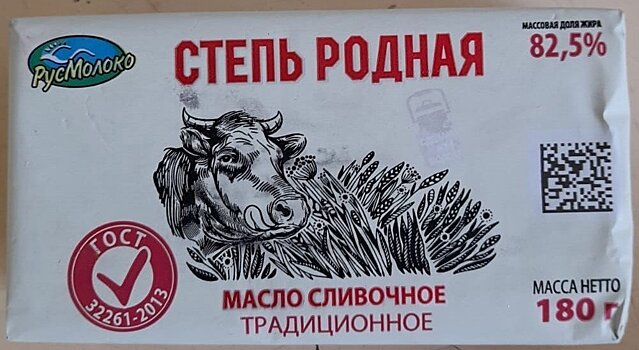 РусМолоко
СТЕПЬ РОДНАЯ
МАССОВАЯ ДОЛЯ ЖИРА
82,5%
ГОСТ
32261-2013
МАСЛО СЛИВОЧНОЕ
ТРАДИЦИОННОЕ
МАССА НЕТТО
180 г